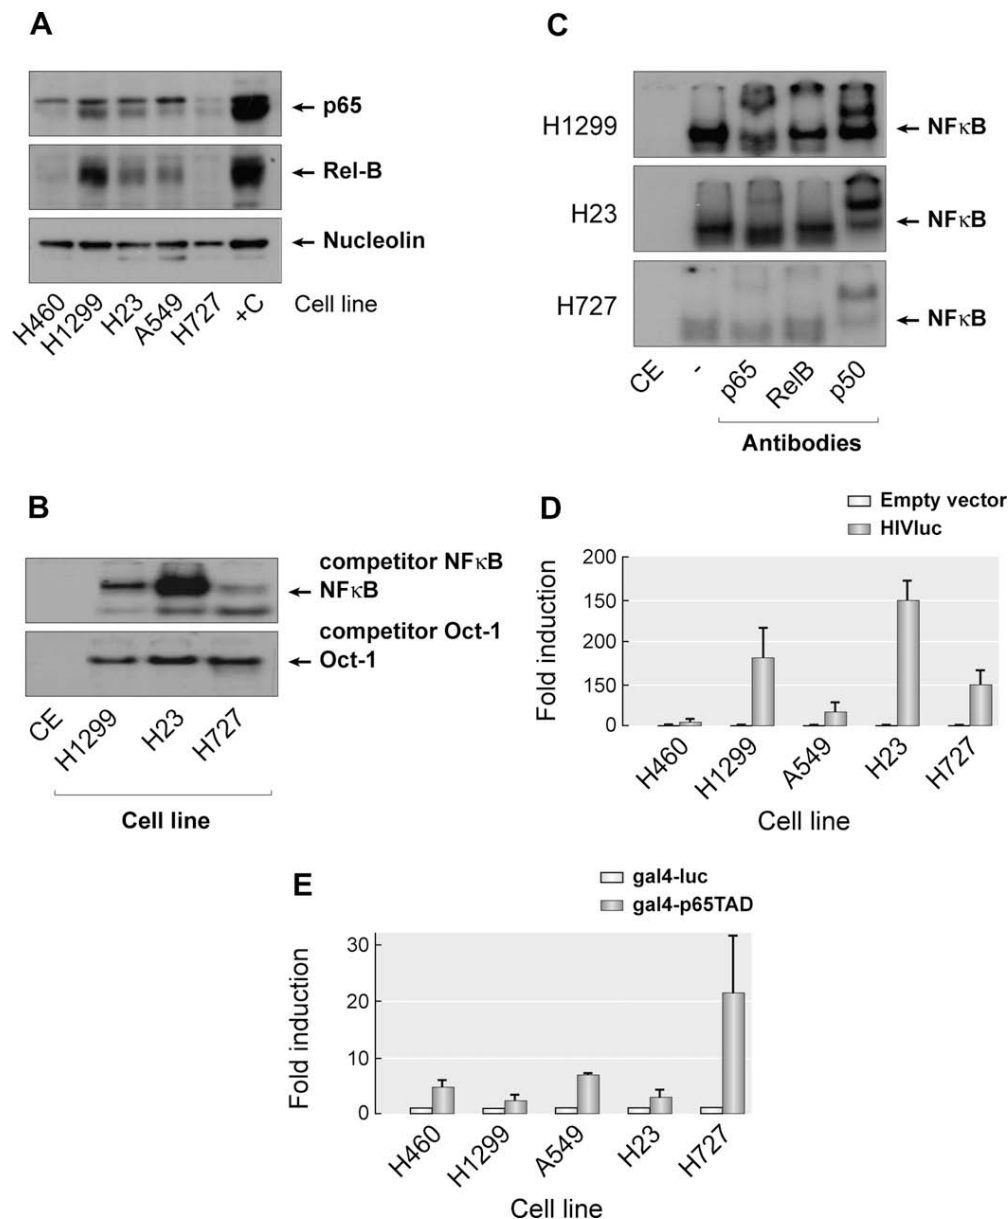 A
p65
Rel-B
Nucleolin
H460
H1299
H23
A549
H727
+C
Cell line
C
H1299
NFκB
H23
NFκB
H727
NFκB
CE
-
p65
RelB
p50
Antibodies
B
competitor NFκB
NFκB
competitor Oct-1
Oct-1
CE
H1299
H23
H727
Cell line
D
Empty vector
HIVluc
Fold induction
200
150
200
150
0
H460
H1299
A549
H23
H727
Cell line
E
gal4-luc
gal4-p65TAD
Fold induction
30
20
10
0
H460
H1299
A549
H23
H727
Cell line